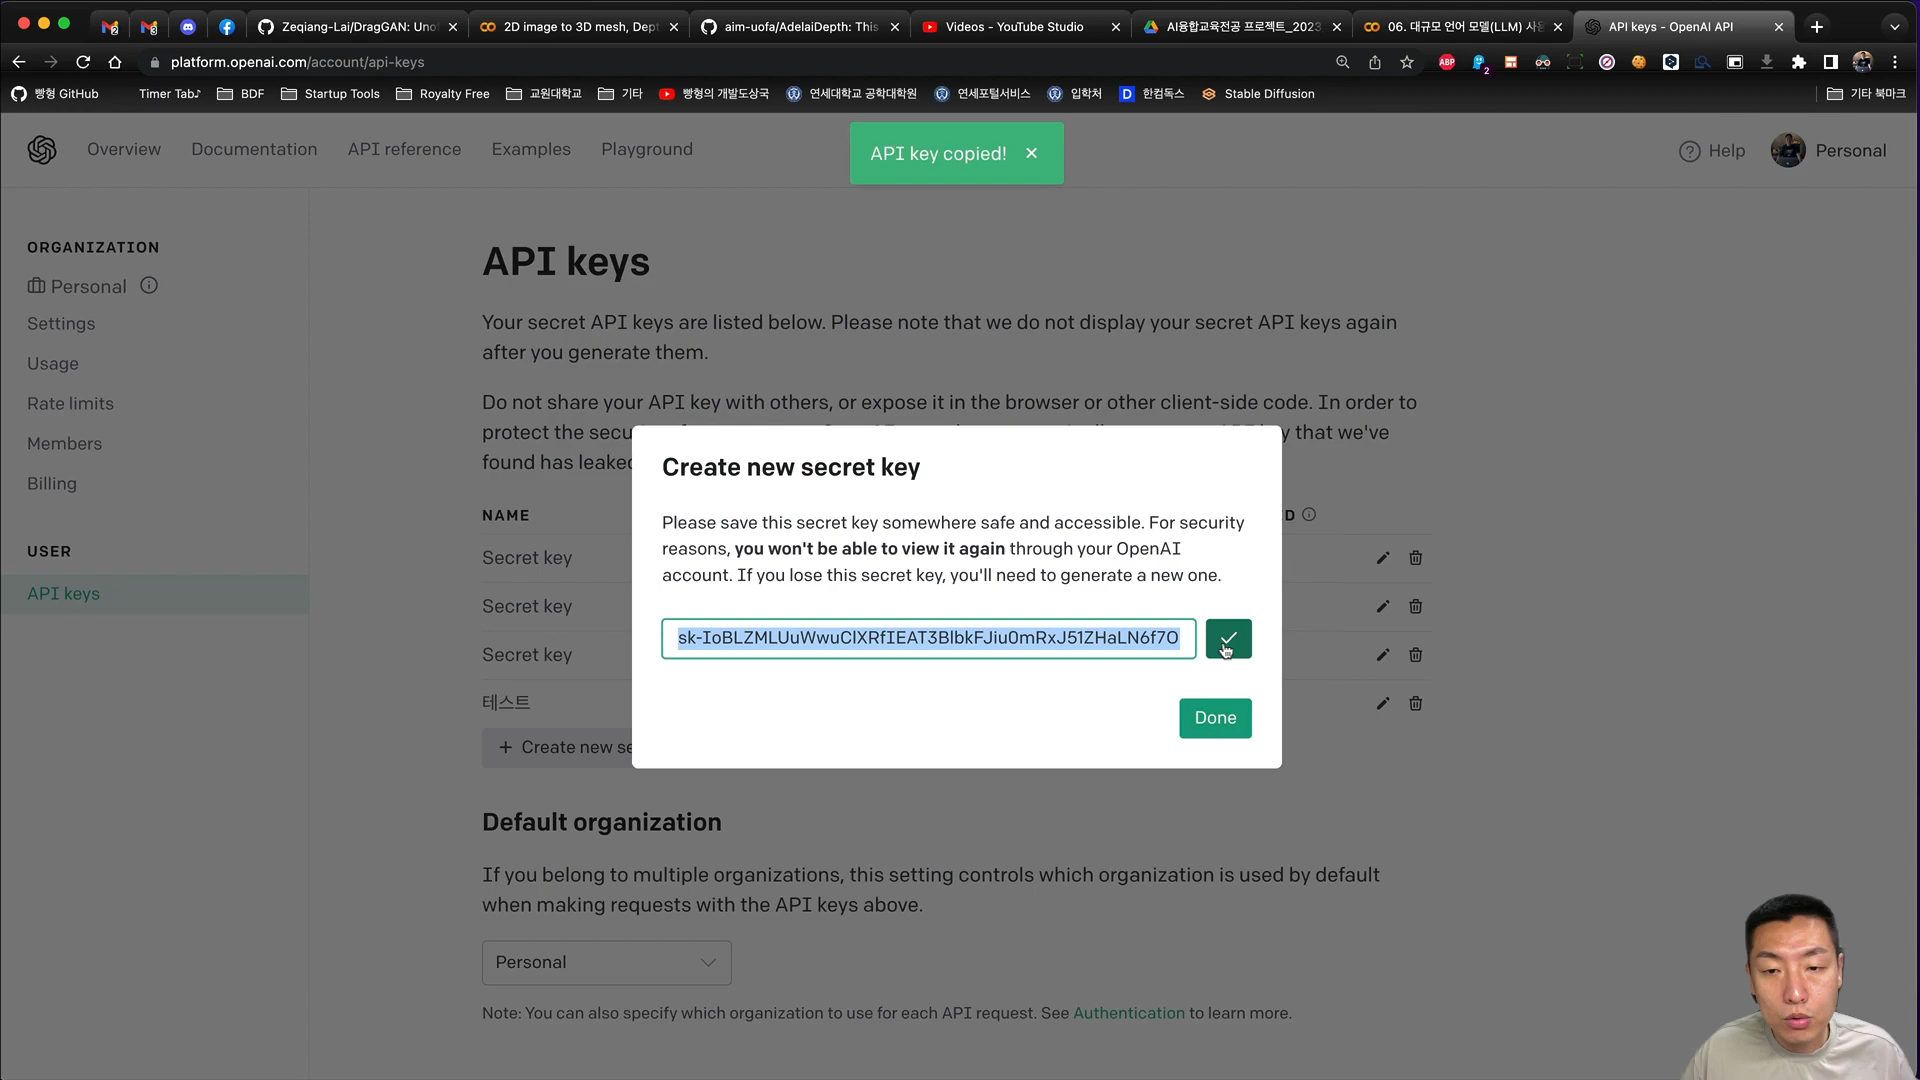 Zeqiang-Lai/DragGAN: Unof
2D image to 3D mesh, Dept
aim-uofa/AdelaiDepth: This
Videos - YouTube Studio
AI융합교육전공 프로젝트_2023
06. 대규모 언어 모델(LLM) 사용
API keys - OpenAI API
platform.openai.com/account/api-keys
ABP
2
빵형 GitHub
Timer Tab♪
BDF
Startup Tools
Royalty Free
교원대학교
기타
빵형의 개발도상국
연세대학교 공학대학원
연세포털서비스
입학처
한컴독스
Stable Diffusion
기타 북마크
Overview
Documentation
API reference
Examples
Playground
API key copied!
Help
Personal
ORGANIZATION
Personal
Settings
Usage
Rate limits
Members
Billing
USER
API keys
API keys
Your secret API keys are listed below. Please note that we do not display your secret API keys again
after you generate them.
Do not share your API key with others, or expose it in the browser or other client-side code. In order to
protect the secu
y that we've
found has leaked
NAME
D
Secret key
Secret key
Secret key
테스트
+ Create new se
Create new secret key
Please save this secret key somewhere safe and accessible. For security
reasons, you won't be able to view it again through your OpenAI
account. If you lose this secret key, you'll need to generate a new one.
Done
Default organization
If you belong to multiple organizations, this setting controls which organization is used by default
when making requests with the API keys above.
Personal
Note: You can also specify which organization to use for each API request. See Authentication to learn more.